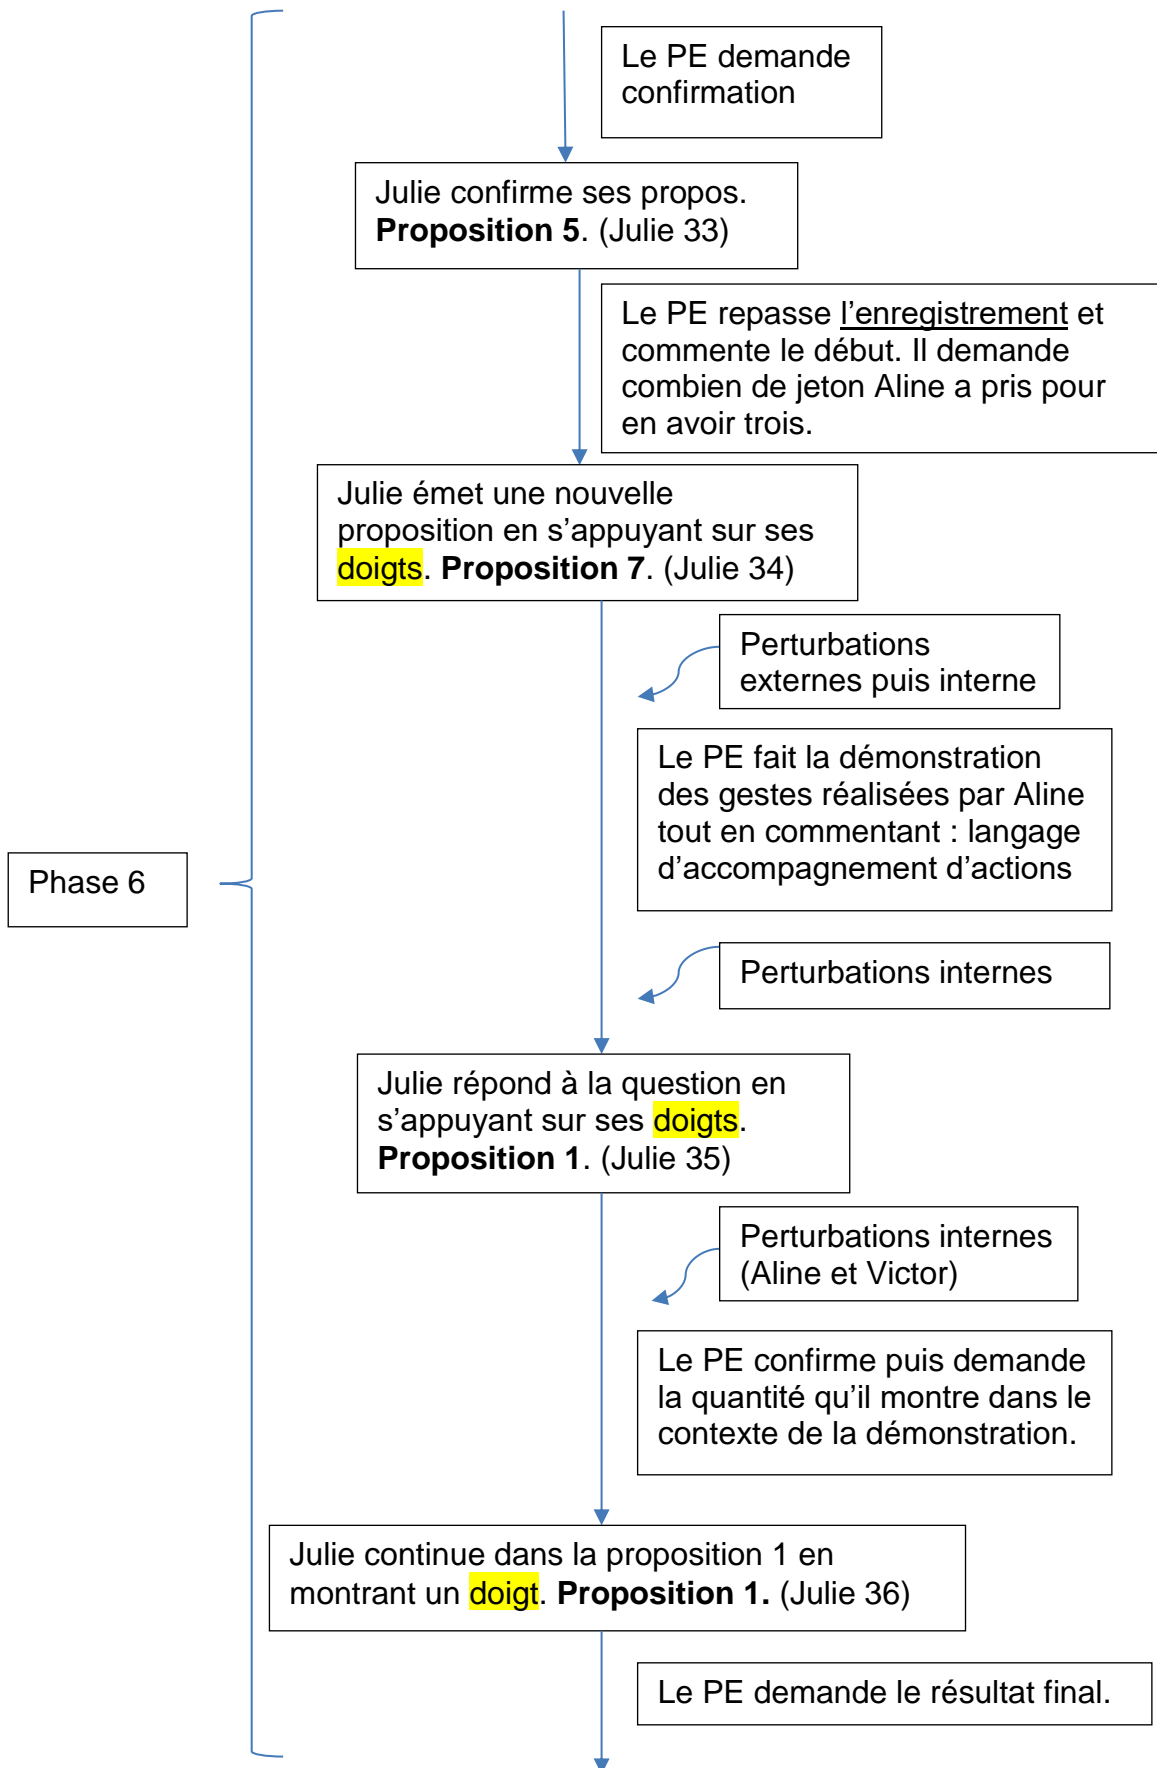 Le PE demande
confirmation
Julie confirme ses propos.
Proposition 5. (Julie 33)
Le PE repasse l’enregistrement et
commente le début. Il demande
combien de jeton Aline a pris pour
en avoir trois.
Julie émet une nouvelle
proposition en s’appuyant sur ses
doigts. Proposition 7. (Julie 34)
Perturbations
externes puis interne
Le PE fait la démonstration
des gestes réalisées par Aline
tout en commentant : langage
d’accompagnement d’actions
Phase 6
Perturbations internes
Julie répond à la question en
s’appuyant sur ses doigts.
Proposition 1. (Julie 35)
Perturbations internes
(Aline et Victor)
Le PE confirme puis demande
la quantité qu’il montre dans le
contexte de la démonstration.
Julie continue dans la proposition 1 en
montrant un doigt. Proposition 1. (Julie 36)
Le PE demande le résultat final.